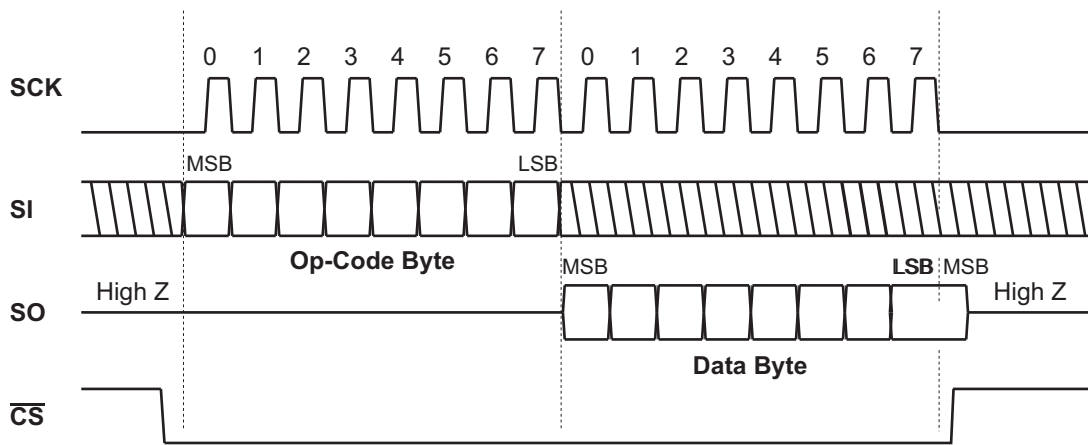 0 1 2 3 4 5 6 7 0 1 2 3 4 5 6 7
SCK
MSB LSB
SI
Op-Code Byte
MSB LSB MSB
High Z High Z
SO
Data Byte
CS